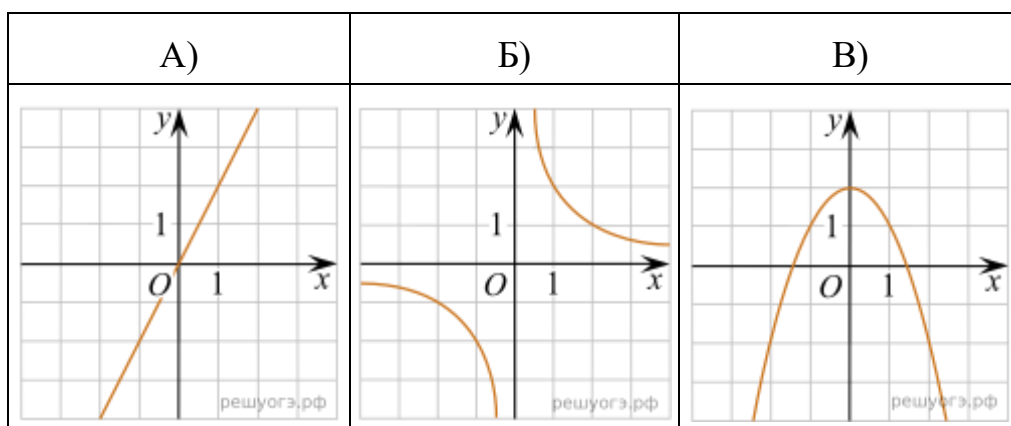 А) Б) В)
y
1
O 1 x
решуогэ.рф
y
1
O 1 x
решуогэ.рф
y
1
O 1 x
решуогэ.рф